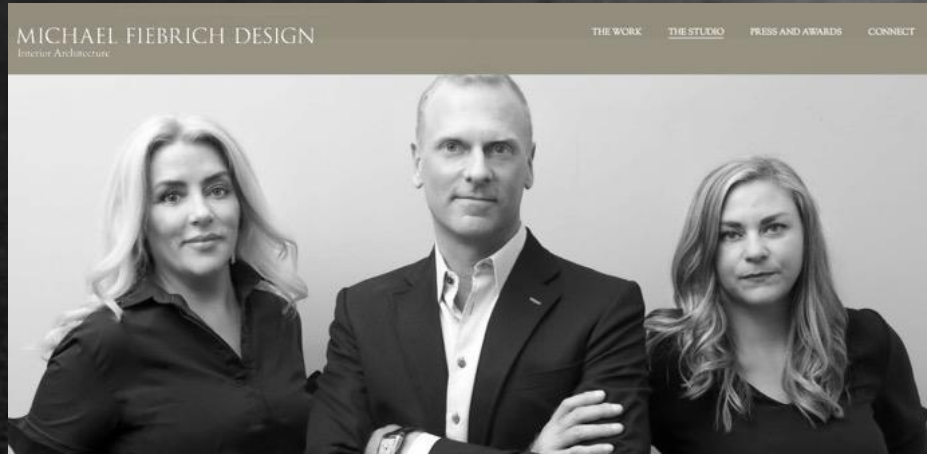 MICHAEL FIEBRICH DESIGN
Interior Architecture
THE WORK THE STUDIO PRESS AND AWARDS CONNECT